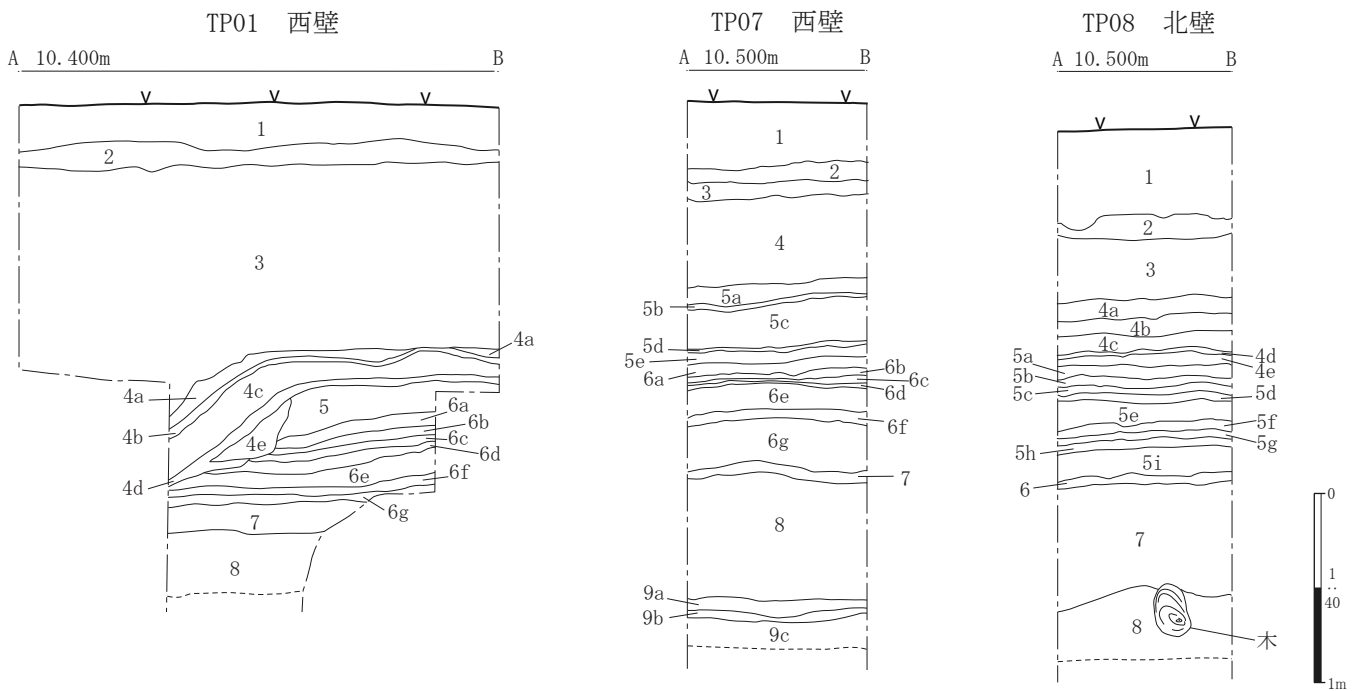 TP01 西壁
A 10.400m B
1
2
3
4a
4a
4b
4c
4d
4e
5
6a
6b
6c
6d
6e
6f
6g
7
8
TP07 西壁
A 10.500m B
1
2
3
4
5a
5b
5c
5d
5e
6a
6b
6c
6d
6e
6f
6g
7
8
9a
9b
9c
TP08 北壁
A 10.500m B
1
2
3
4a
4b
4c
4d
4e
5a
5b
5c
5d
5e
5f
5g
5h
5i
6
7
8
木
0
1
‥
40
1m